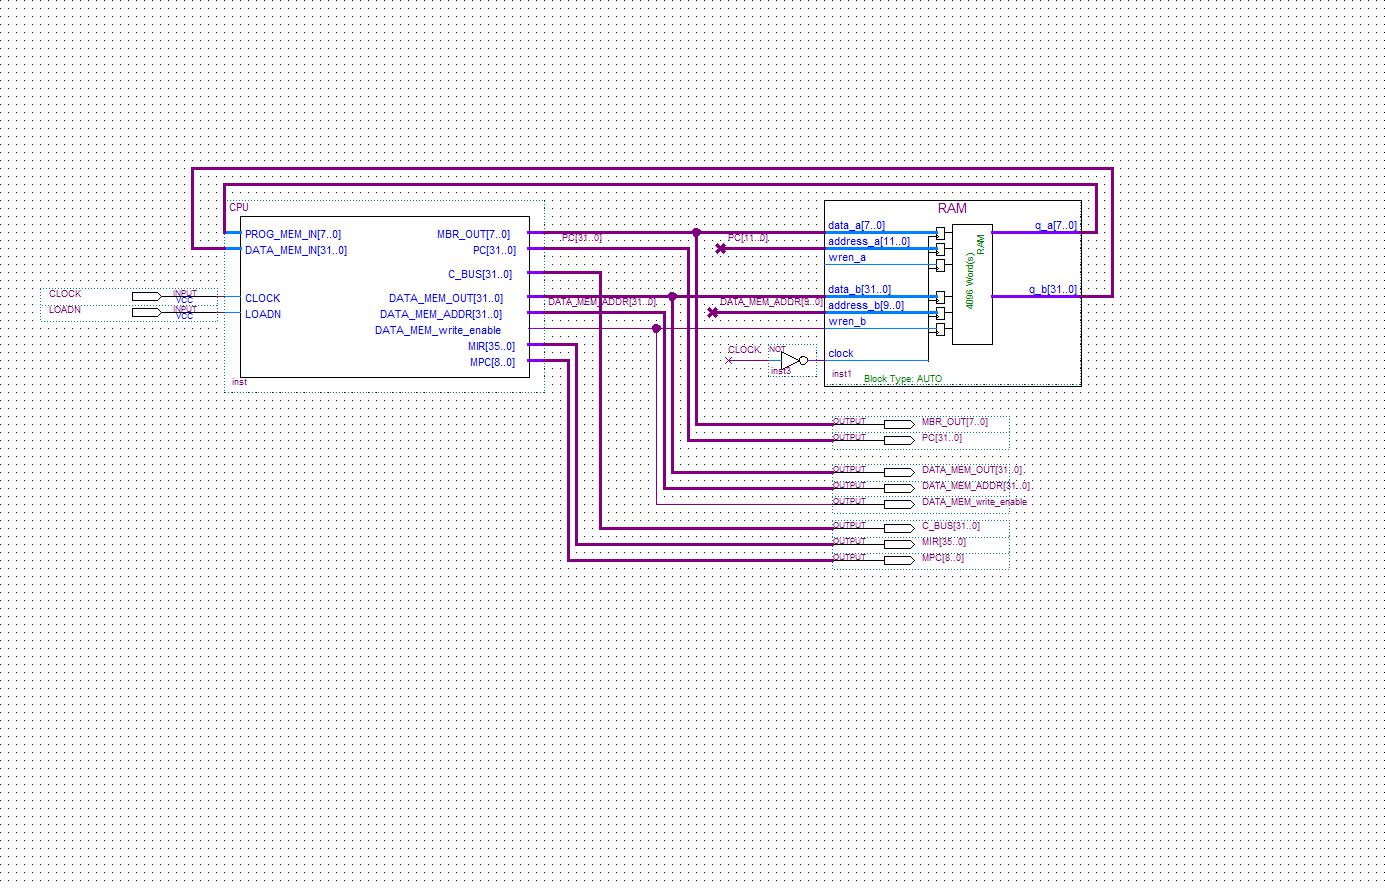 CPU
PROG_MEM_IN[7..0]
DATA_MEM_IN[31..0]
CLOCK
LOADN
MBR_OUT[7..0]
PC[31..0]
C_BUS[31..0]
DATA_MEM_OUT[31..0]
DATA_MEM_ADDR[31..0]
DATA_MEM_write_enable
MIR[35..0]
MPC[8..0]
inst
CLOCK
INPUT
VCC
LOADN
INPUT
VCC
PC[31..0]
DATA_MEM_ADDR[31..0]
PC[11..0]
DATA_MEM_ADDR[9..0]
CLOCK
NOT
inst3
RAM
data_a[7..0]
address_a[11..0]
wren_a
data_b[31..0]
address_b[9..0]
wren_b
clock
4096 Word(s)
RAM
q_a[7..0]
q_b[31..0]
inst1
Block Type: AUTO
OUTPUT MBR_OUT[7..0]
OUTPUT PC[31..0]
OUTPUT DATA_MEM_OUT[31..0]
OUTPUT DATA_MEM_ADDR[31..0]
OUTPUT DATA_MEM_write_enable
OUTPUT C_BUS[31..0]
OUTPUT MIR[35..0]
OUTPUT MPC[8..0]